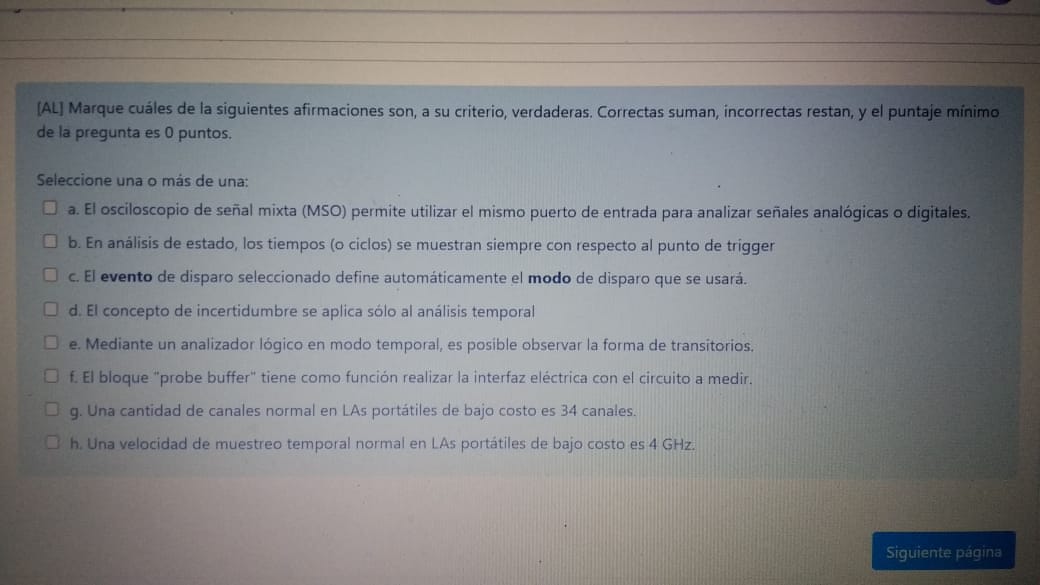 [AL] Marque cuáles de la siguientes afirmaciones son, a su criterio, verdaderas. Correctas suman, incorrectas restan, y el puntaje mínimo
de la pregunta es 0 puntos.
Seleccione una o más de una:
a. El osciloscopio de señal mixta (MSO) permite utilizar el mismo puerto de entrada para analizar señales analógicas o digitales.
b. En análisis de estado, los tiempos (o ciclos) se muestran siempre con respecto al punto de trigger
c. El evento de disparo seleccionado define automáticamente el modo de disparo que se usará.
d. El concepto de incertidumbre se aplica sólo al análisis temporal
e. Mediante un analizador lógico en modo temporal, es posible observar la forma de transitorios.
f. El bloque "probe buffer" tiene como función realizar la interfaz eléctrica con el circuito a medir.
g. Una cantidad de canales normal en LAs portátiles de bajo costo es 34 canales.
h. Una velocidad de muestreo temporal normal en LAs portátiles de bajo costo es 4 GHz.
Siguiente página